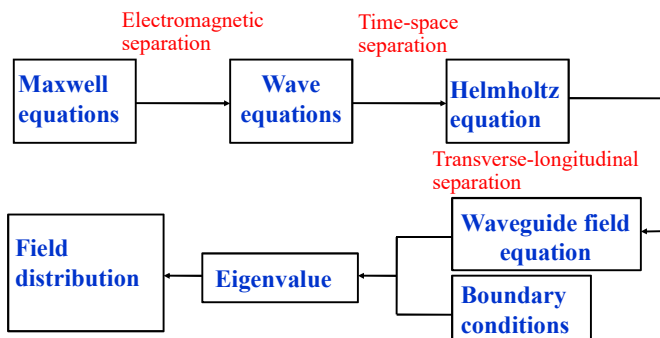 Electromagnetic
separation
Time-space
separation
Maxwell
equations
Wave
equations
Helmholtz
equation
Transverse-longitudinal
separation
Waveguide field
equation
Field
distribution
Eigenvalue
Boundary
conditions